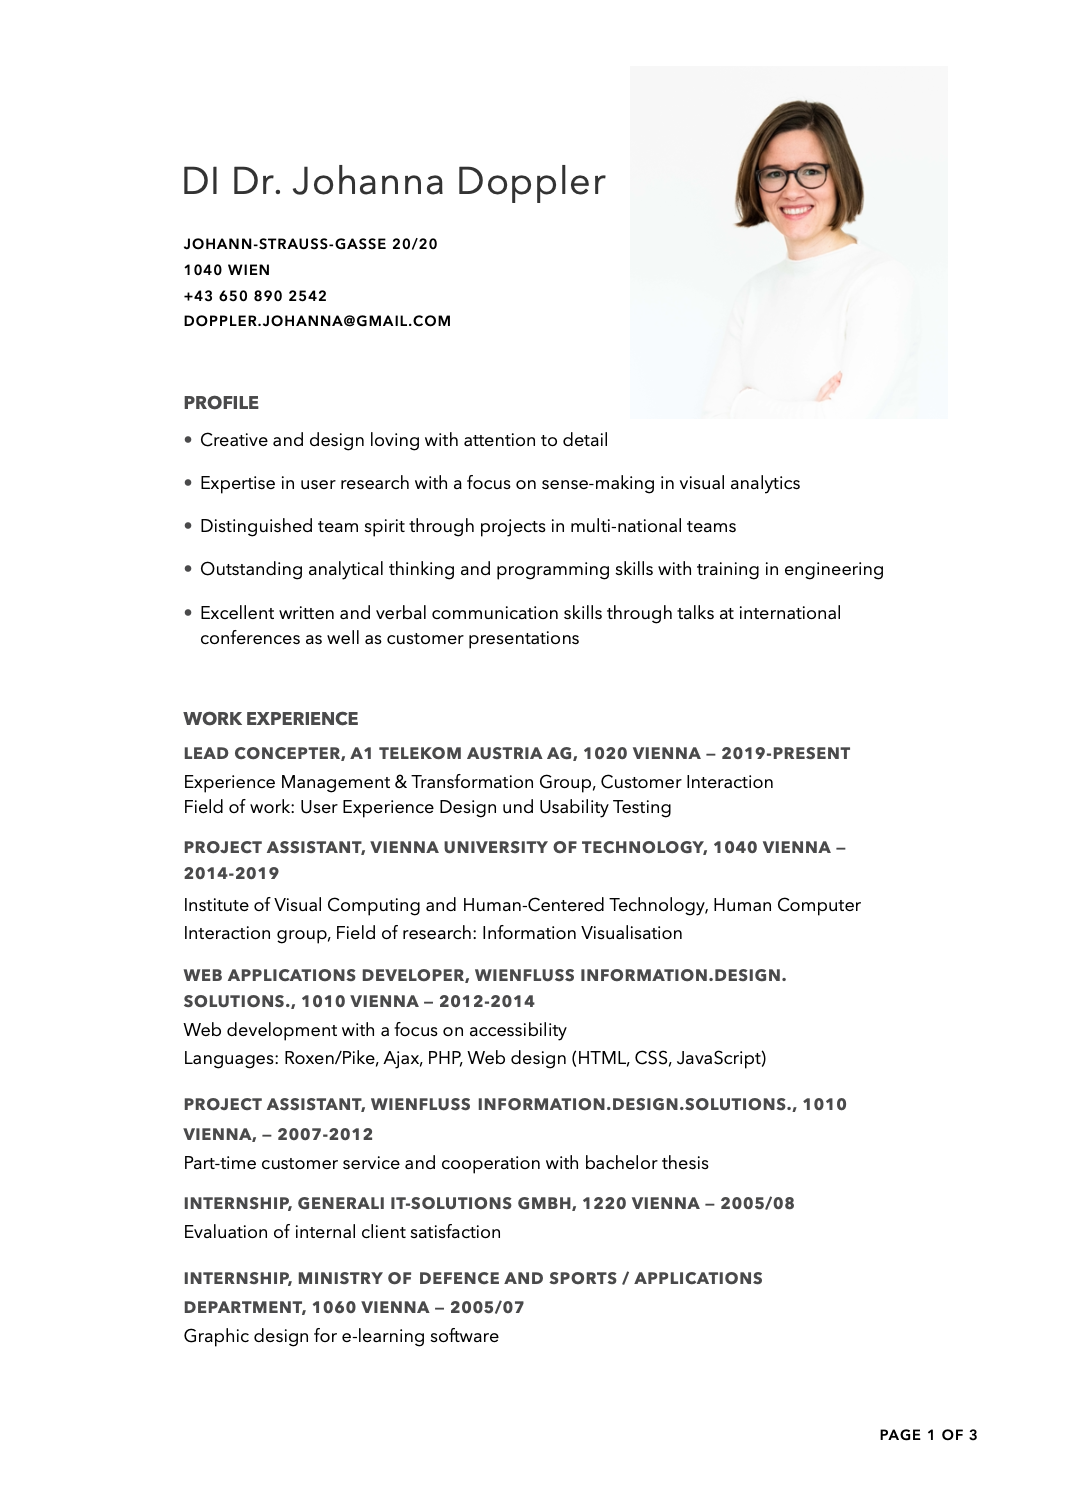 DI Dr. Johanna Doppler
JOHANN-STRAUSS-GASSE 20/20
1040 WIEN
+43 650 890 2542
DOPPLER.JOHANNA@GMAIL.COM
PROFILE
• Creative and design loving with attention to detail
• Expertise in user research with a focus on sense-making in visual analytics
• Distinguished team spirit through projects in multi-national teams
• Outstanding analytical thinking and programming skills with training in engineering
• Excellent written and verbal communication skills through talks at international
conferences as well as customer presentations
WORK EXPERIENCE
LEAD CONCEPTER, A1 TELEKOM AUSTRIA AG, 1020 VIENNA – 2019-PRESENT
Experience Management & Transformation Group, Customer Interaction
Field of work: User Experience Design und Usability Testing
PROJECT ASSISTANT, VIENNA UNIVERSITY OF TECHNOLOGY, 1040 VIENNA –
2014-2019
Institute of Visual Computing and Human-Centered Technology, Human Computer
Interaction group, Field of research: Information Visualisation
WEB APPLICATIONS DEVELOPER, WIENFLUSS INFORMATION.DESIGN.
SOLUTIONS., 1010 VIENNA – 2012-2014
Web development with a focus on accessibility
Languages: Roxen/Pike, Ajax, PHP, Web design (HTML, CSS, JavaScript)
PROJECT ASSISTANT, WIENFLUSS INFORMATION.DESIGN.SOLUTIONS., 1010
VIENNA, – 2007-2012
Part-time customer service and cooperation with bachelor thesis
INTERNSHIP, GENERALI IT-SOLUTIONS GMBH, 1220 VIENNA – 2005/08
Evaluation of internal client satisfaction
INTERNSHIP, MINISTRY OF DEFENCE AND SPORTS / APPLICATIONS
DEPARTMENT, 1060 VIENNA – 2005/07
Graphic design for e-learning software
PAGE 1 OF 3